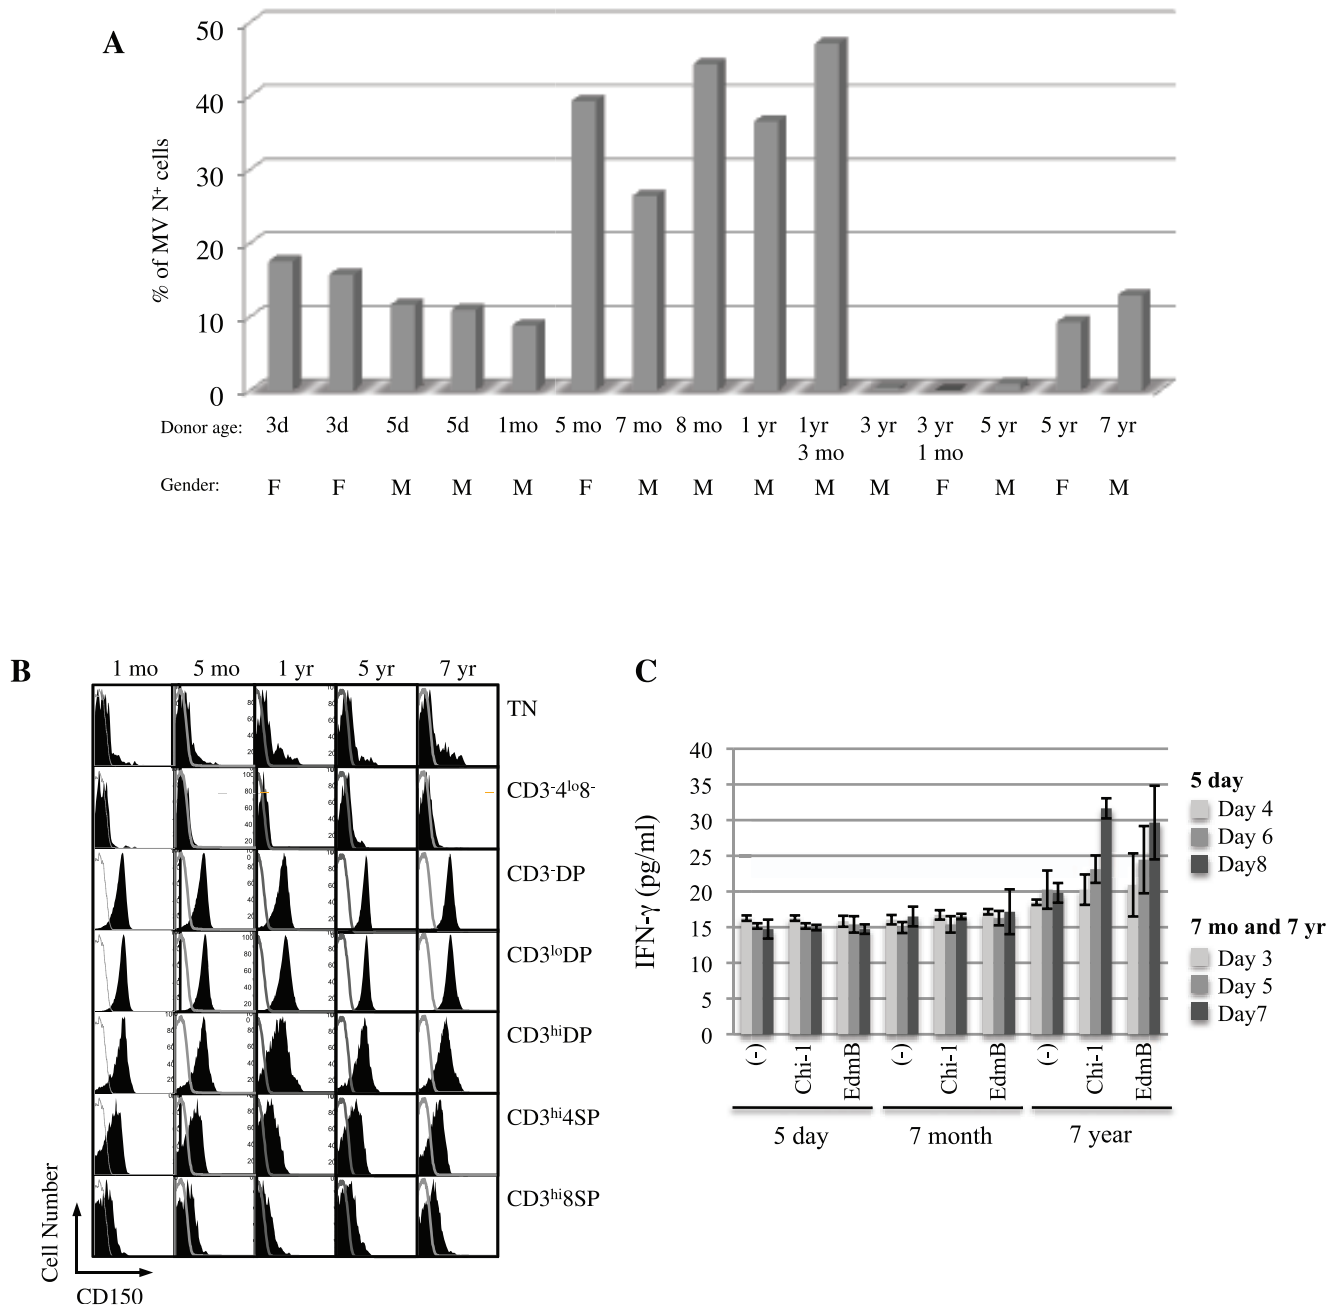 A
50
40
30
20
10
0
% of MV N⁺ cells
Donor age: 3d 3d 5d 5d 1mo 5 mo 7 mo 8 mo 1 yr 1yr 3 yr 3 yr 5 yr 5 yr 7 yr
3 mo 1 mo
Gender: F F M M M F M M M M M F M F M
B
1 mo 5 mo 1 yr 5 yr 7 yr
TN
CD3⁻4ˡᵒ8⁻
CD3⁻DP
CD3ˡᵒDP
CD3ʰⁱDP
CD3ʰⁱ4SP
CD3ʰⁱ8SP
Cell Number
CD150
C
40
35
30
25
20
15
10
5
0
IFN-γ (pg/ml)
(-) Chi-1 EdmB (-) Chi-1 EdmB (-) Chi-1 EdmB
5 day 7 month 7 year
5 day
Day 4
Day 6
Day8
7 mo and 7 yr
Day 3
Day 5
Day7